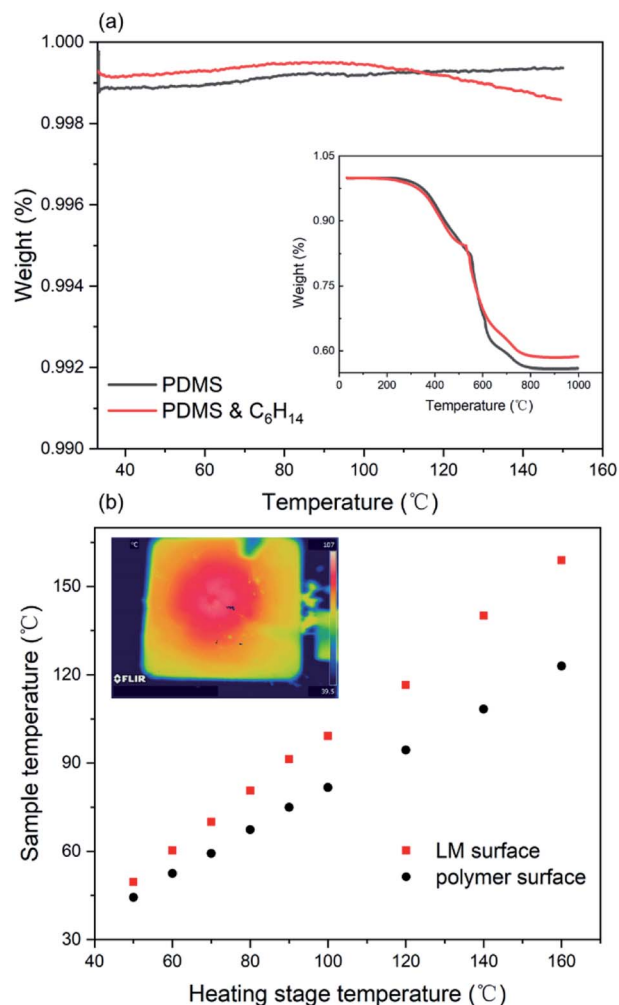 (a)
1.000
0.998
0.996
0.994
0.992
0.990
Weight (%)
40 60 80 100 120 140 160
Temperature (℃)
PDMS
PDMS & C₆H₁₄
1.05
0.90
0.75
0.60
Weight (%)
0 200 400 600 800 1000
Temperature (℃)
(b)
150
120
90
60
30
Sample temperature (℃)
40 60 80 100 120 140 160
Heating stage temperature (℃)
LM surface
polymer surface
℃ 107
FLIR 39.5